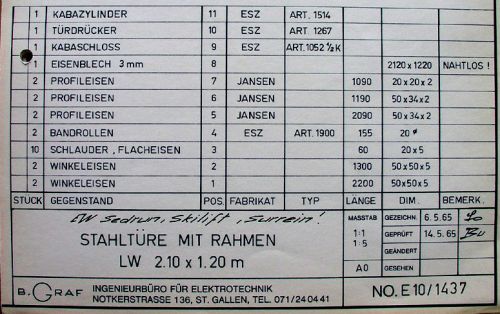 1 KABAZYLINDER 11 ESZ ART. 1514
1 TÜRDRÜCKER 10 ESZ ART. 1267
1 KABASCHLOSS 9 ESZ ART. 1052 ½K
1 EISENBLECH 3 mm 8 2120 x 1220 NAHTLOS!
2 PROFILEISEN 7 JANSEN 1090 20 x 20 x 2
2 PROFILEISEN 6 JANSEN 1190 50 x 34 x 2
2 PROFILEISEN 5 JANSEN 2090 50 x 34 x 2
2 BANDROLLEN 4 ESZ ART. 1900 155 20 ø
10 SCHLAUDER, FLACHEISEN 3 60 20 x 5
2 WINKELEISEN 2 1300 50 x 50 x 5
2 WINKELEISEN 1 2200 50 x 50 x 5
STÜCK GEGENSTAND POS. FABRIKAT TYP LÄNGE DIM. BEMERK.
LW Sedrun, Skilift, Surrein!
STAHLTÜRE MIT RAHMEN
LW 2.10 x 1.20 m
MASSTAB
1:1
1:5
A0
GEZEICHN. 6.5.65
GEPRÜFT 14.5.65
GEÄNDERT
GESEHEN
B. GRAF INGENIEURBÜRO FÜR ELEKTROTECHNIK
NOTKERSTRASSE 136, ST. GALLEN, TEL. 071/24 04 41
NO. E10/1437